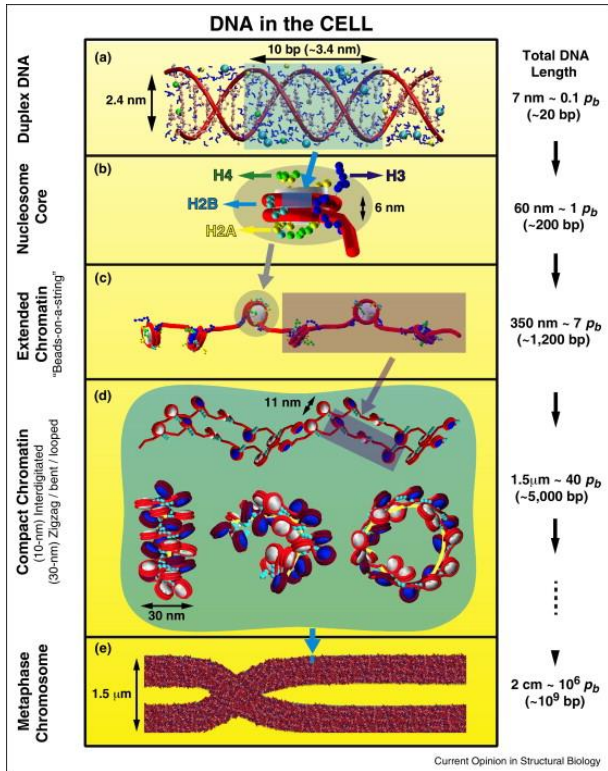 DNA in the CELL
Total DNA
Length
Duplex DNA
(a)
10 bp (~3.4 nm)
2.4 nm
7 nm ~ 0.1 pb
(~20 bp)
Nucleosome
Core
(b)
H4
H3
H2B
6 nm
H2A
60 nm ~ 1 pb
(~200 bp)
Extended
Chromatin
"Beads-on-a-string"
(c)
350 nm ~ 7 pb
(~1,200 bp)
Compact Chromatin
(10-nm) Interdigitated
(30-nm) Zigzag / bent / looped
(d)
11 nm
30 nm
1.5μm ~ 40 pb
(~5,000 bp)
Metaphase
Chromosome
(e)
1.5 μm
2 cm ~ 10⁶ pb
(~10⁹ bp)
Current Opinion in Structural Biology